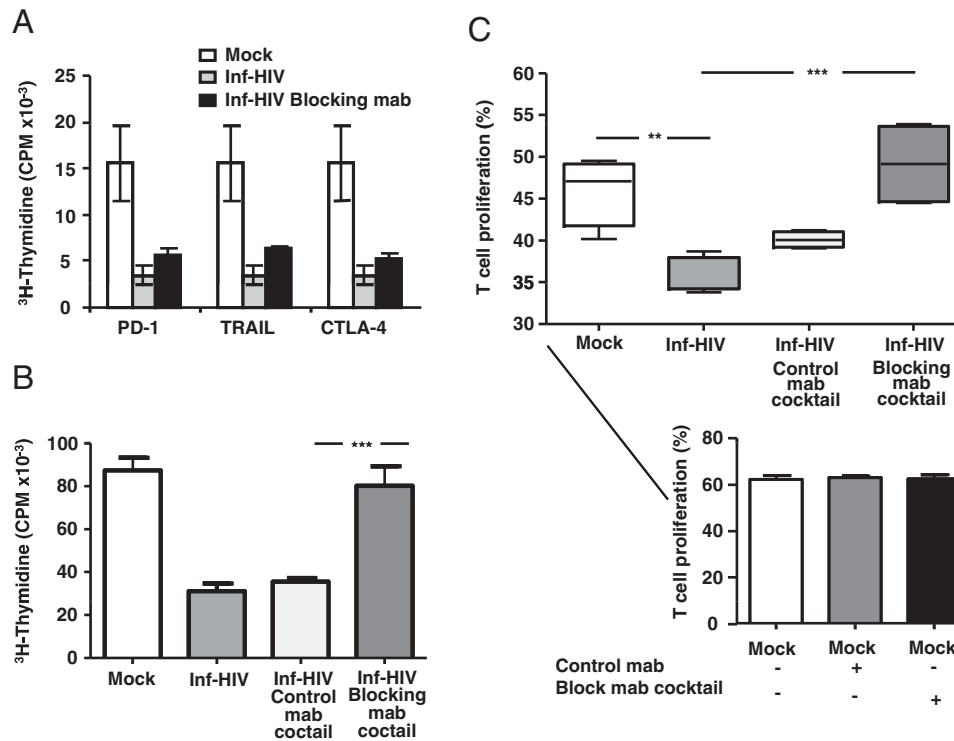 A
Mock
Inf-HIV
Inf-HIV Blocking mab
³H-Thymidine (CPM x10⁻³)
25
20
15
10
5
0
PD-1 TRAIL CTLA-4
B
³H-Thymidine (CPM x10⁻³)
100
80
60
40
20
0
***
Mock
Inf-HIV
Inf-HIV
Control
mab
coctail
Inf-HIV
Blocking
mab
coctail
C
T cell proliferation (%)
60
55
50
45
40
35
30
***
**
Mock
Inf-HIV
Inf-HIV
Control
mab
cocktail
Inf-HIV
Blocking
mab
cocktail
T cell proliferation (%)
80
60
40
20
0
Mock Mock Mock
Control mab - + -
Block mab cocktail - - +